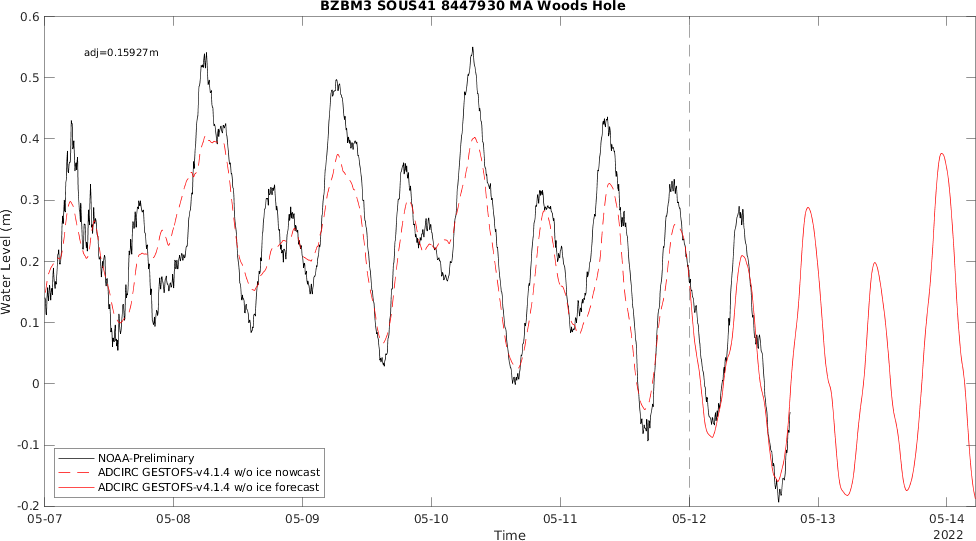 BZBM3 SOUS41 8447930 MA Woods Hole
0.6
adj=0.15927m
0.5
0.4
0.3
0.2
0.1
0
-0.1
-0.2
Water Level (m)
NOAA-Preliminary
ADCIRC GESTOFS-v4.1.4 w/o ice nowcast
ADCIRC GESTOFS-v4.1.4 w/o ice forecast
05-07 05-08 05-09 05-10 05-11 05-12 05-13 05-14
2022
Time